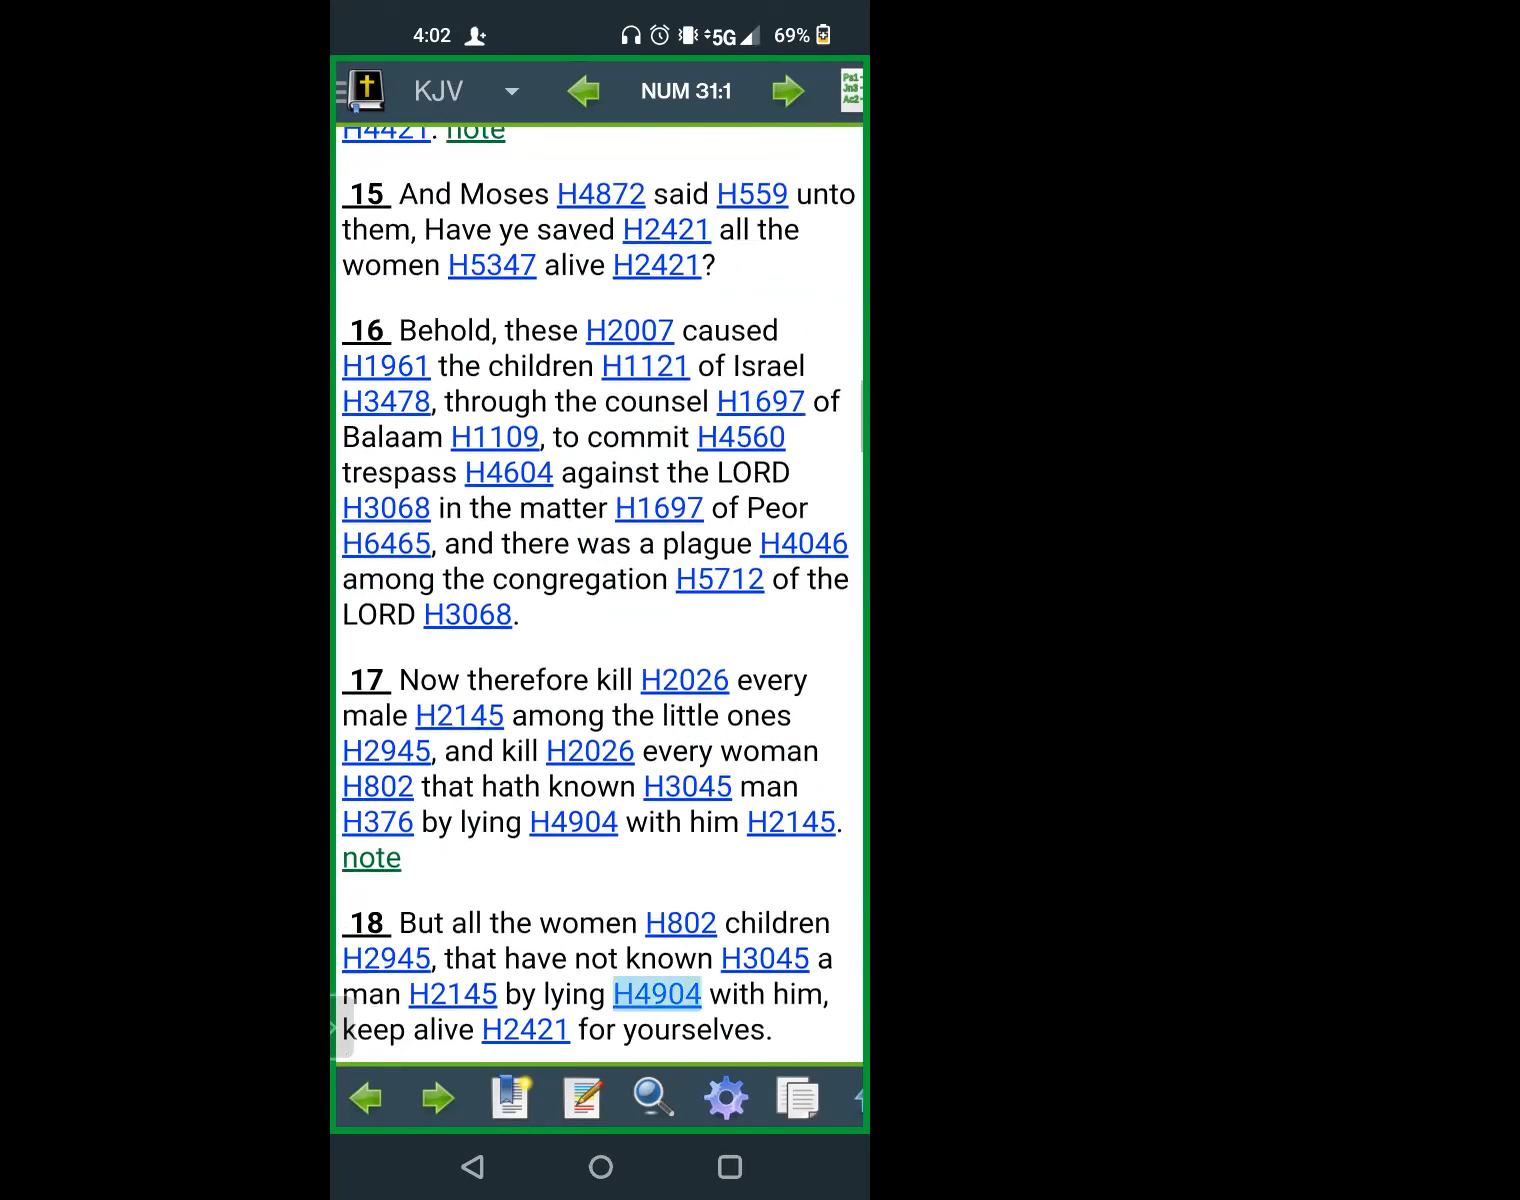 4:02 5G 69%
KJV NUM 31:1 Ps1-
Jn3-
Ac2-
H4421. note
15 And Moses H4872 said H559 unto
them, Have ye saved H2421 all the
women H5347 alive H2421?
16 Behold, these H2007 caused
H1961 the children H1121 of Israel
H3478, through the counsel H1697 of
Balaam H1109, to commit H4560
trespass H4604 against the LORD
H3068 in the matter H1697 of Peor
H6465, and there was a plague H4046
among the congregation H5712 of the
LORD H3068.
17 Now therefore kill H2026 every
male H2145 among the little ones
H2945, and kill H2026 every woman
H802 that hath known H3045 man
H376 by lying H4904 with him H2145.
note
18 But all the women H802 children
H2945, that have not known H3045 a
man H2145 by lying H4904 with him,
keep alive H2421 for yourselves.